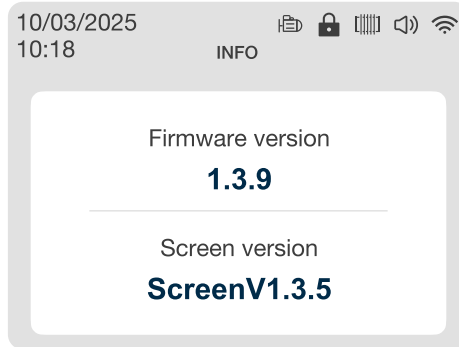 10/03/2025
10:18
INFO
Firmware version
1.3.9
Screen version
ScreenV1.3.5